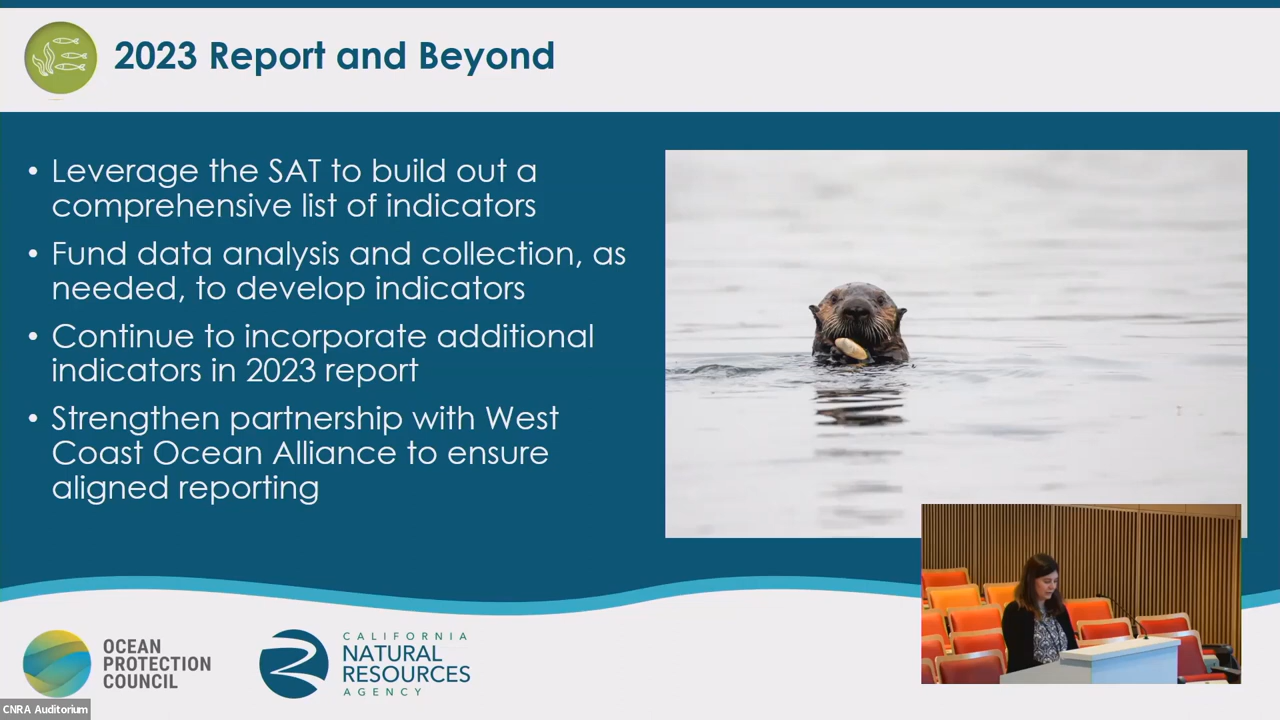 2023 Report and Beyond
• Leverage the SAT to build out a
comprehensive list of indicators
• Fund data analysis and collection, as
needed, to develop indicators
• Continue to incorporate additional
indicators in 2023 report
• Strengthen partnership with West
Coast Ocean Alliance to ensure
aligned reporting
OCEAN
PROTECTION
COUNCIL
CALIFORNIA
NATURAL
RESOURCES
AGENCY
CNRA Auditorium